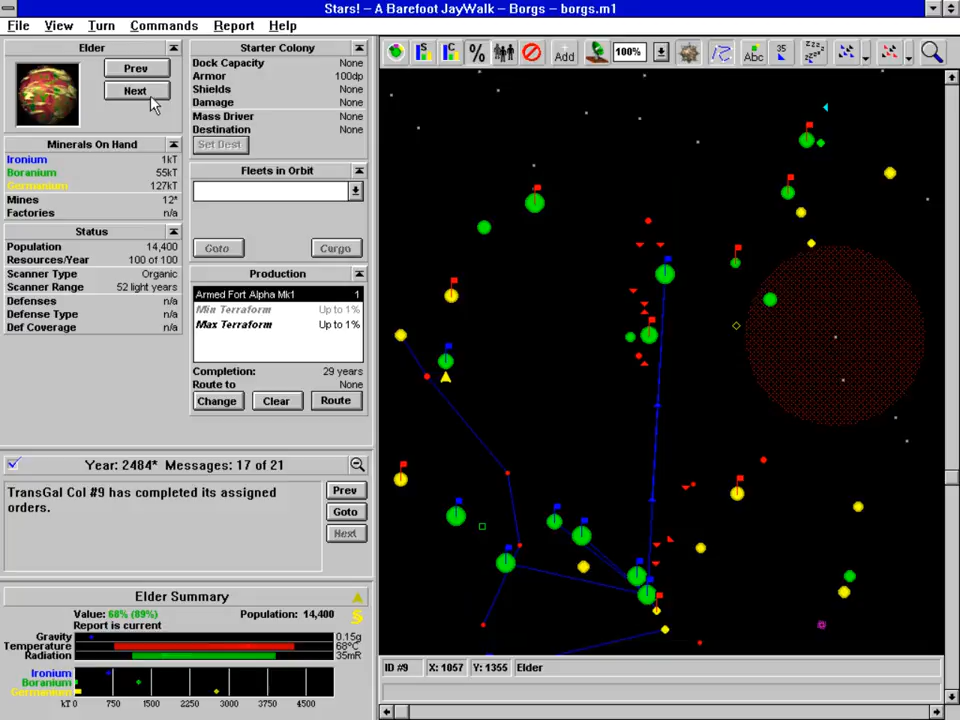 Stars! – A Barefoot JayWalk – Borgs – borgs.m1
File View Turn Commands Report Help
Elder
Prev
Next
Minerals On Hand
Ironium 1kT
Boranium 55kT
Germanium 127kT
Mines 12*
Factories n/a
Status
Population 14,400
Resources/Year 100 of 100
Scanner Type Organic
Scanner Range 52 light years
Defenses n/a
Defense Type n/a
Def Coverage n/a
Starter Colony
Dock Capacity None
Armor 100dp
Shields None
Damage None
Mass Driver None
Destination None
Set Dest
Fleets in Orbit
Goto Cargo
Production
Armed Fort Alpha Mk1 1
Min Terraform Up to 1%
Max Terraform Up to 1%
Completion: 29 years
Route to None
Change Clear Route
S C % Add 100% Abc 35 zzz
Year: 2484* Messages: 17 of 21
TransGal Col #9 has completed its assigned
orders.
Prev
Goto
Next
Elder Summary
Value: 68% (89%) Population: 14,400
Report is current
S
Gravity 0.15g
Temperature 68°C
Radiation 35mR
Ironium
Boranium
Germanium
kT 0 750 1500 2250 3000 3750 4500
ID #9 X: 1057 Y: 1355 Elder